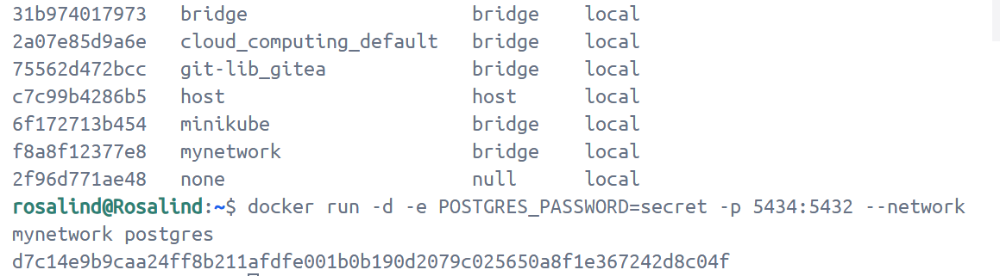 31b974017973   bridge                    bridge    local
2a07e85d9a6e   cloud_computing_default   bridge    local
75562d472bcc   git-lib_gitea             bridge    local
c7c99b4286b5   host                      host      local
6f172713b454   minikube                  bridge    local
f8a8f12377e8   mynetwork                 bridge    local
2f96d771ae48   none                      null      local
rosalind@Rosalind:~$ docker run -d -e POSTGRES_PASSWORD=secret -p 5434:5432 --network
mynetwork postgres
d7c14e9b9caa24ff8b211afdfe001b0b190d2079c025650a8f1e367242d8c04f